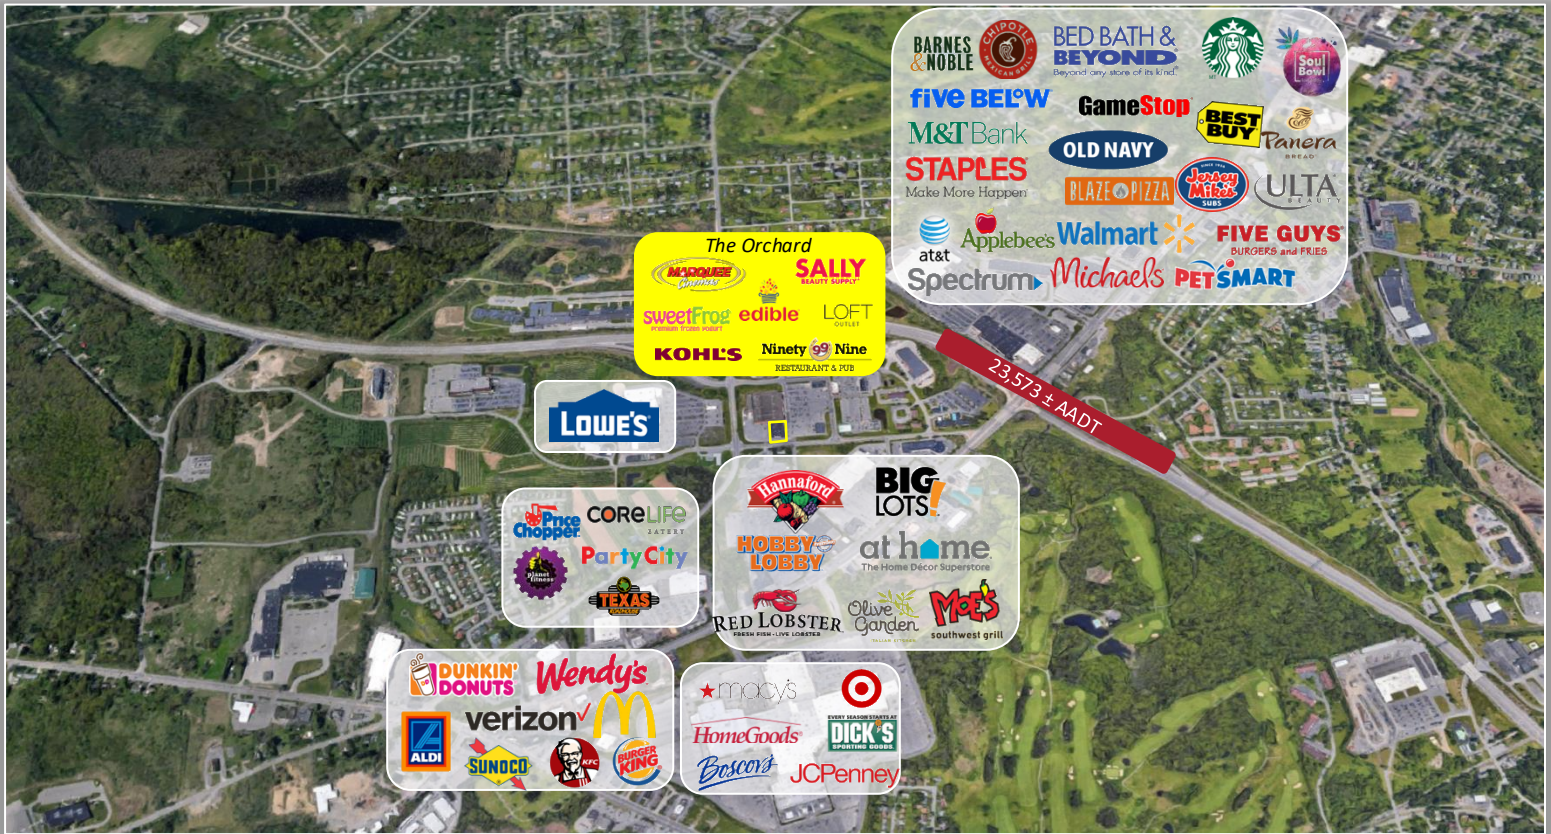 BARNES
&NOBLE
CHIPOTLE
MEXICAN GRILL
BED BATH &
BEYOND
Beyond any store of its kind.
Soul
Bowl
fiVe BELOW
GameStop
BEST
BUY
Panera
BREAD
M&T Bank
OLD NAVY
STAPLES
Make More Happen
BLAZE PIZZA
SINCE 1956
Jersey
Mike's
SUBS
ULTA
BEAUTY
at&t
Applebee's
Walmart
FIVE GUYS
BURGERS and FRIES
Spectrum
Michaels
PETSMART
The Orchard
MARQUEE
Cinemas
SALLY
BEAUTY SUPPLY
sweetFrog
premium frozen yogurt
edible
LOFT
OUTLET
KOHL'S
Ninety 99 Nine
RESTAURANT & PUB
23,573 ± AADT
LOWE'S
Price
Chopper
CORELIFE
EATERY
planet
fitness
Party City
TEXAS
ROADHOUSE
Hannaford
BIG
LOTS!
HOBBY
LOBBY
at home
The Home Décor Superstore
RED LOBSTER
FRESH FISH • LIVE LOBSTER
Olive
Garden
ITALIAN KITCHEN
MOE'S
southwest grill
DUNKIN'
DONUTS
Wendy's
ALDI
verizon
SUNOCO
KFC
BURGER
KING
macy's
HomeGoods
EVERY SEASON STARTS AT
DICK'S
SPORTING GOODS
Boscov's
JCPenney